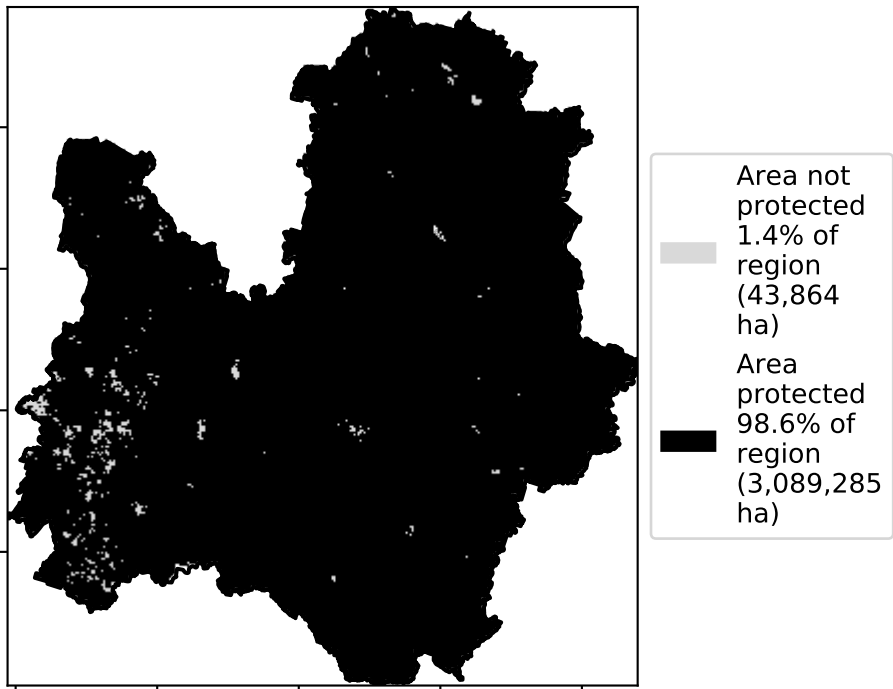 Area not
protected
1.4% of
region
(43,864
ha)
Area
protected
98.6% of
region
(3,089,285
ha)